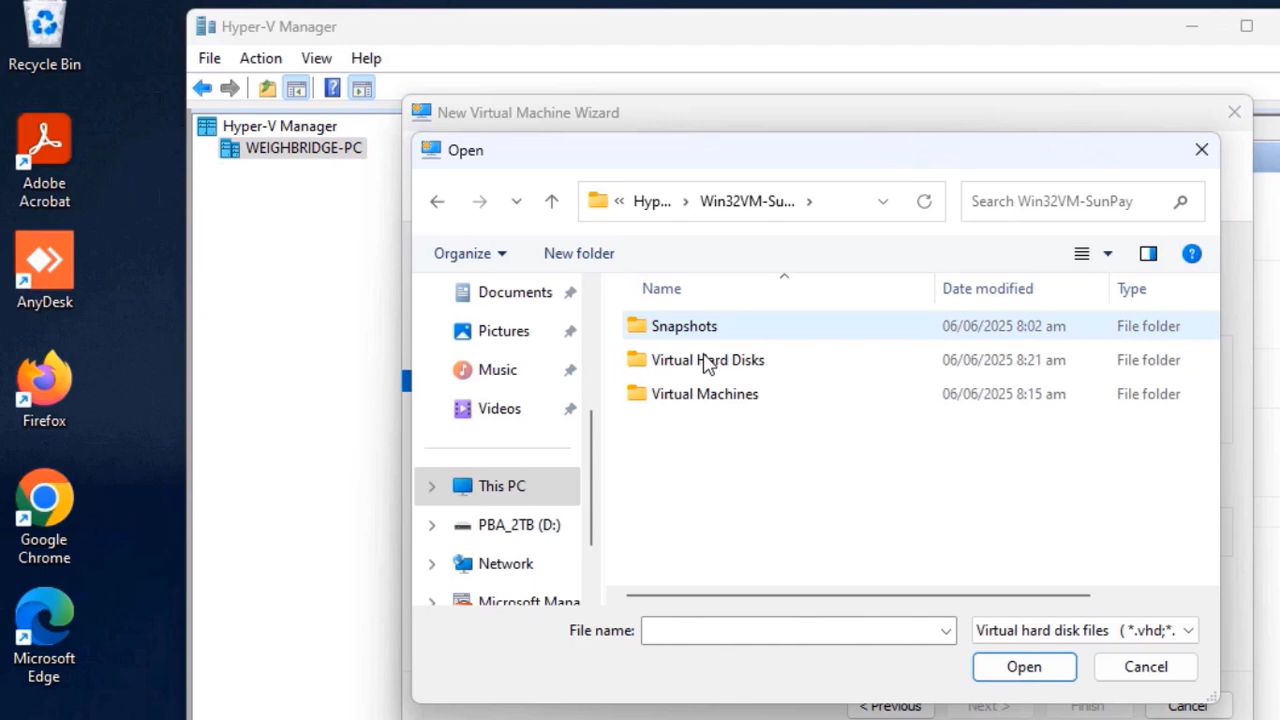 Recycle Bin
Adobe
Acrobat
AnyDesk
Firefox
Google
Chrome
Microsoft
Edge
Hyper-V Manager
File Action View Help
Hyper-V Manager
WEIGHBRIDGE-PC
New Virtual Machine Wizard
Open
« Hyp... › Win32VM-Su... ›
Search Win32VM-SunPay
Organize New folder
Documents
Pictures
Music
Videos
This PC
PBA_2TB (D:)
Network
Microsoft Mana
Name Date modified Type
Snapshots 06/06/2025 8:02 am File folder
Virtual Hard Disks 06/06/2025 8:21 am File folder
Virtual Machines 06/06/2025 8:15 am File folder
File name: Virtual hard disk files ( *.vhd;*.
Open Cancel
< Previous Next > Finish Cancel